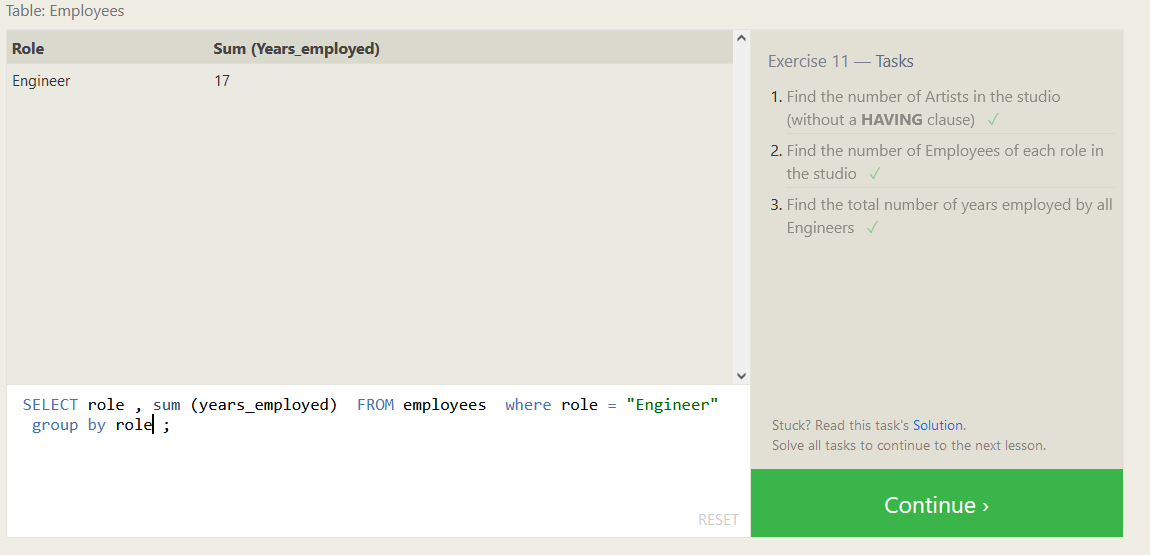 Table: Employees
Role Sum (Years_employed)
Engineer 17
SELECT role , sum (years_employed)  FROM employees  where role = "Engineer"
group by role ;
RESET
Exercise 11 — Tasks
1. Find the number of Artists in the studio
(without a HAVING clause) ✓
2. Find the number of Employees of each role in
the studio ✓
3. Find the total number of years employed by all
Engineers ✓
Stuck? Read this task's Solution.
Solve all tasks to continue to the next lesson.
Continue ›